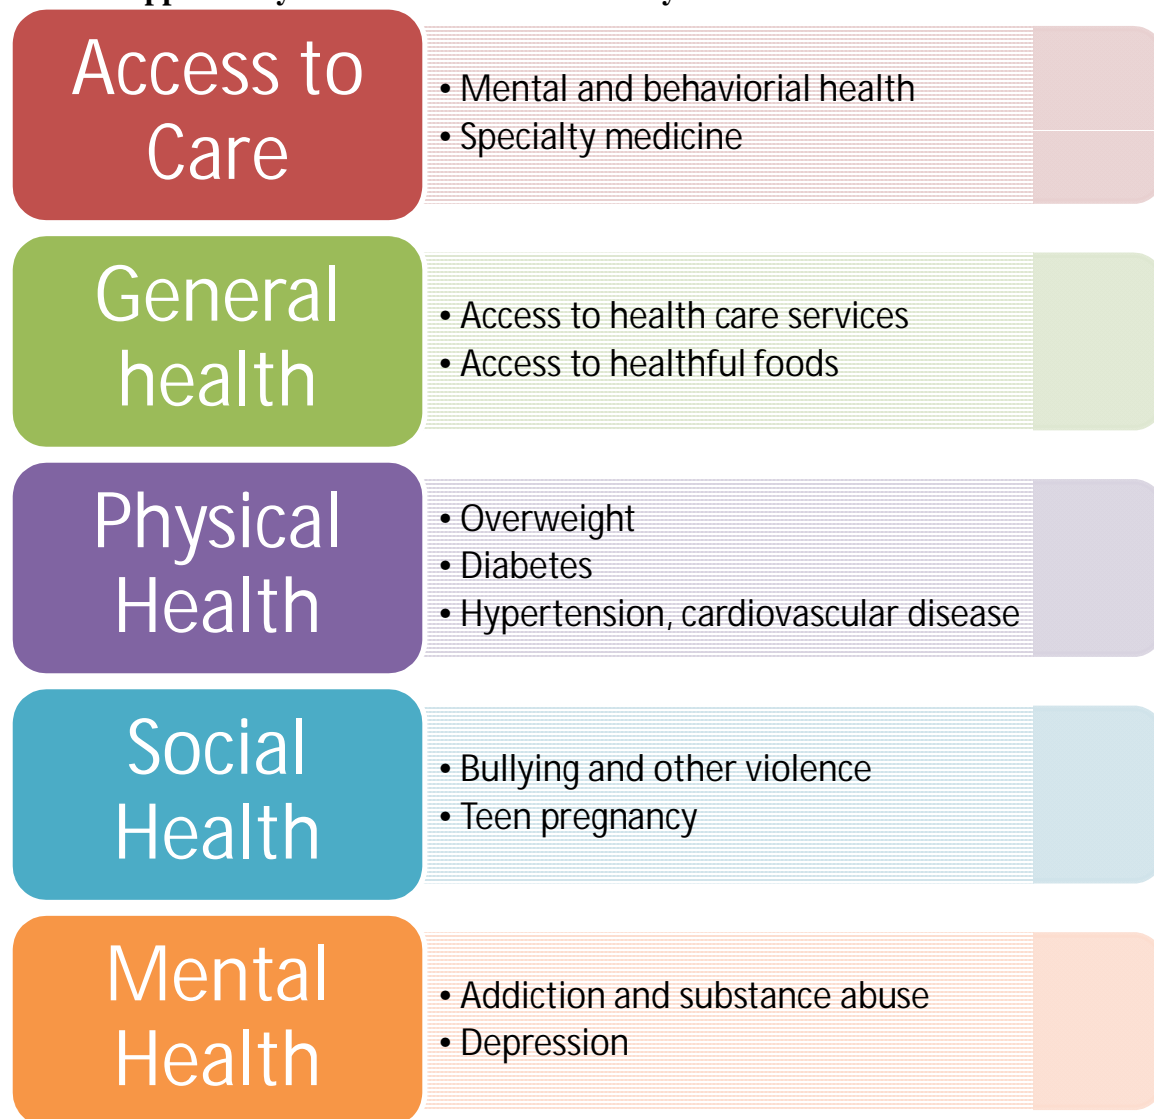 Access to
Care
• Mental and behaviorial health
• Specialty medicine
General
health
• Access to health care services
• Access to healthful foods
Physical
Health
• Overweight
• Diabetes
• Hypertension, cardiovascular disease
Social
Health
• Bullying and other violence
• Teen pregnancy
Mental
Health
• Addiction and substance abuse
• Depression